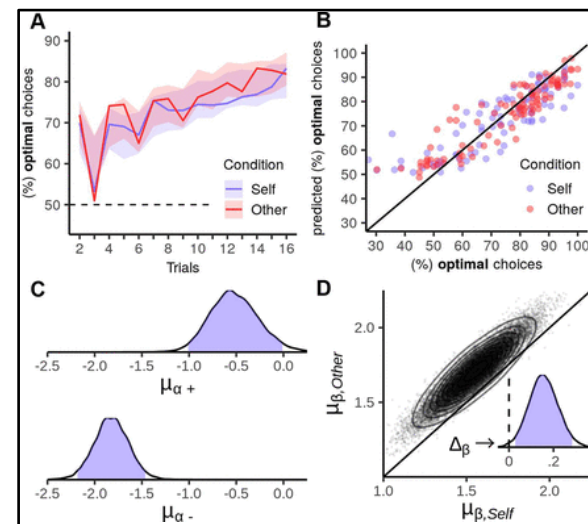 A
(%) optimal choices
90
80
70
60
50
Condition
Self
Other
2 4 6 8 10 12 14 16
Trials
B
predicted (%) optimal choices
100
90
80
70
60
50
40
30
Condition
Self
Other
30 40 50 60 70 80 90 100
(%) optimal choices
C
-2.5 -2.0 -1.5 -1.0 -0.5 0.0
μα +
-2.5 -2.0 -1.5 -1.0 -0.5 0.0
μα -
D
μβ,Other
2.0
1.5
Δβ →
0 .2
1.0 1.5 2.0
μβ,Self